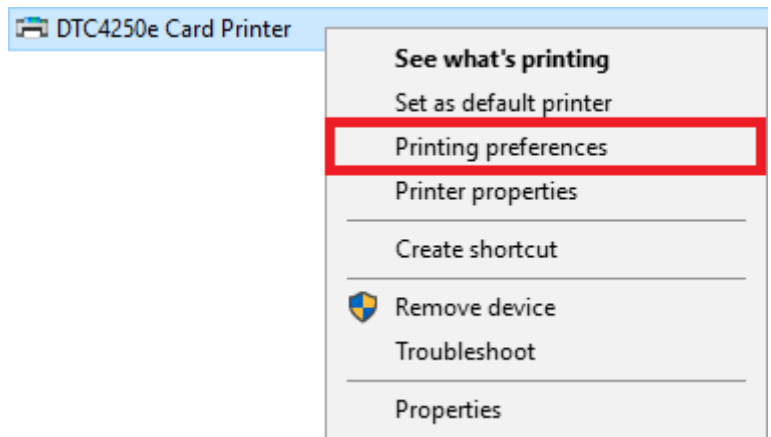 DTC4250e Card Printer
See what's printing
Set as default printer
Printing preferences
Printer properties
Create shortcut
Remove device
Troubleshoot
Properties